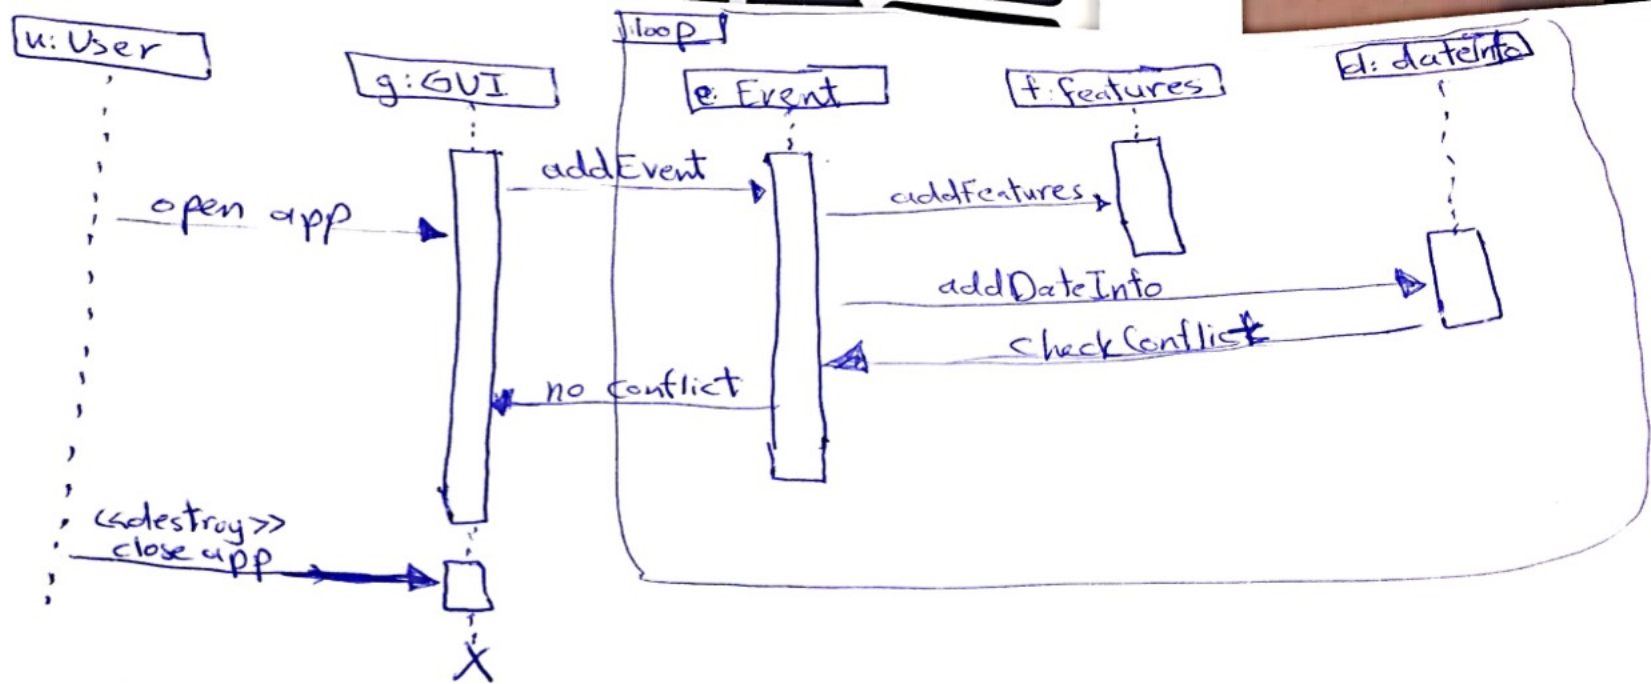 u: User
g: GUI
loop
e: Event
f: features
d: dateInfo
addEvent
addFeatures
open app
addDateInfo
checkConflict
no conflict
<<destroy>>
close app
X